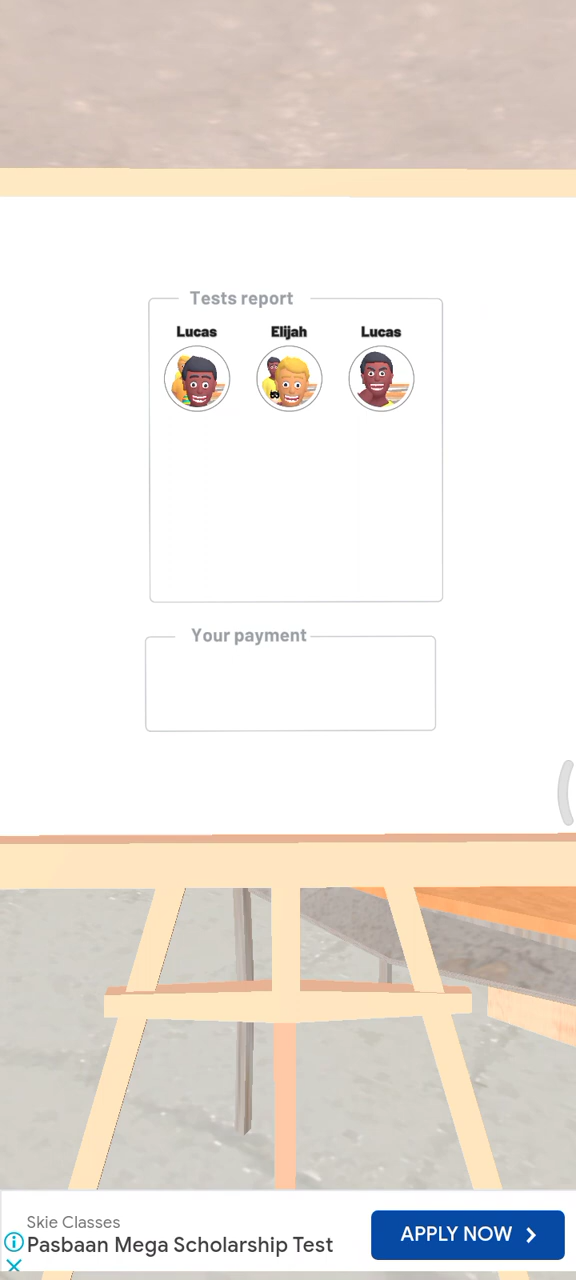 Tests report
Lucas Elijah Lucas
Your payment
Skie Classes
Pasbaan Mega Scholarship Test
APPLY NOW